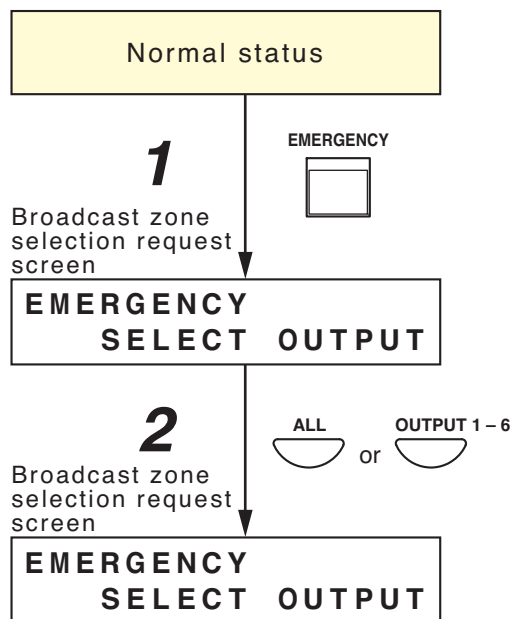 Normal status
1
EMERGENCY
Broadcast zone
selection request
screen
EMERGENCY
SELECT OUTPUT
2
ALL
or
OUTPUT 1 – 6
Broadcast zone
selection request
screen
EMERGENCY
SELECT OUTPUT